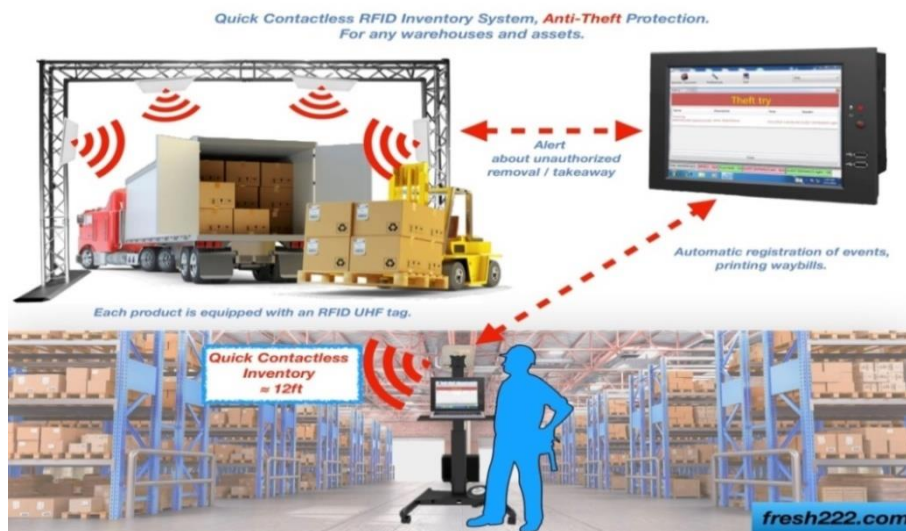 Quick Contactless RFID Inventory System, Anti-Theft Protection.
For any warehouses and assets.
Theft try
Alert
about unauthorized
removal / takeaway
Automatic registration of events,
printing waybills.
Each product is equipped with an RFID UHF tag.
Quick Contactless
Inventory
≈ 12ft
fresh222.com